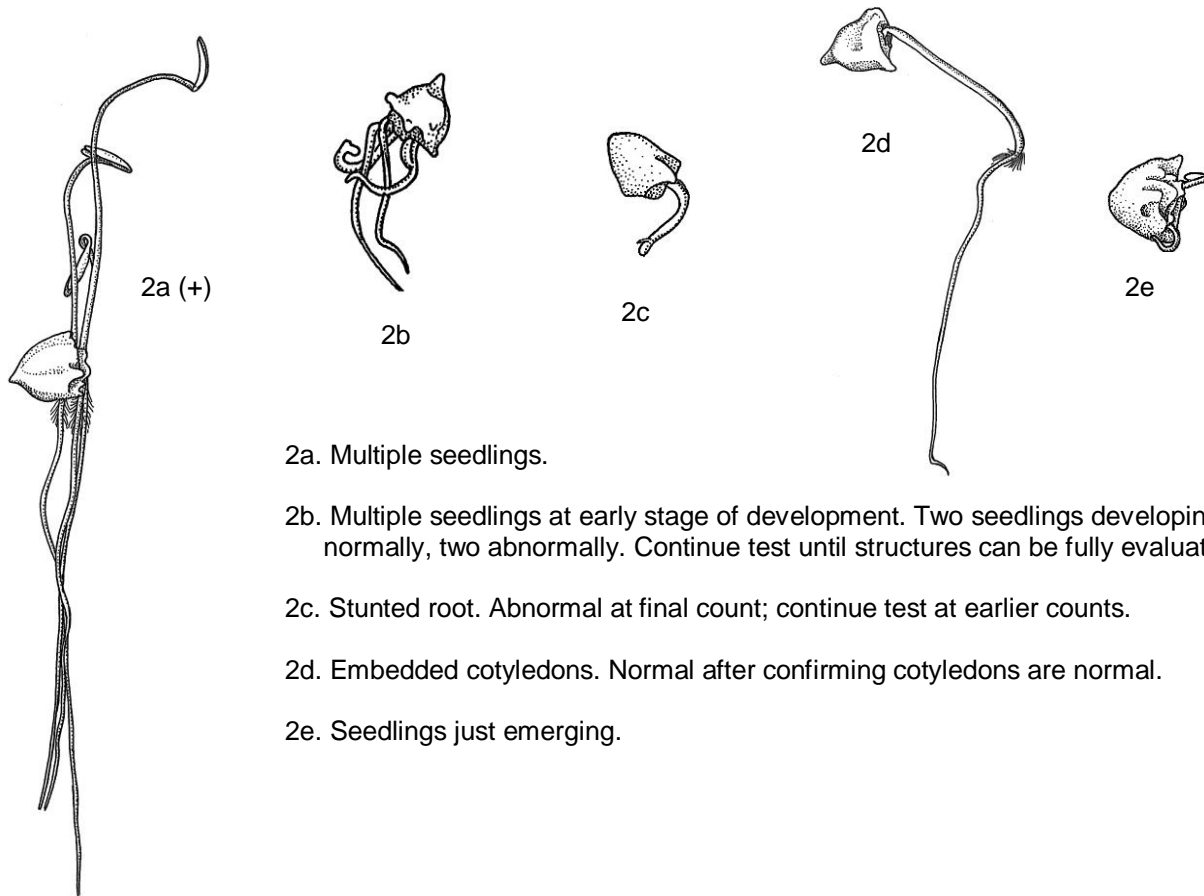 2d
2a (+)
2e
2c
2b
2a. Multiple seedlings.
2b. Multiple seedlings at early stage of development. Two seedlings developin
normally, two abnormally. Continue test until structures can be fully evaluat
2c. Stunted root. Abnormal at final count; continue test at earlier counts.
2d. Embedded cotyledons. Normal after confirming cotyledons are normal.
2e. Seedlings just emerging.